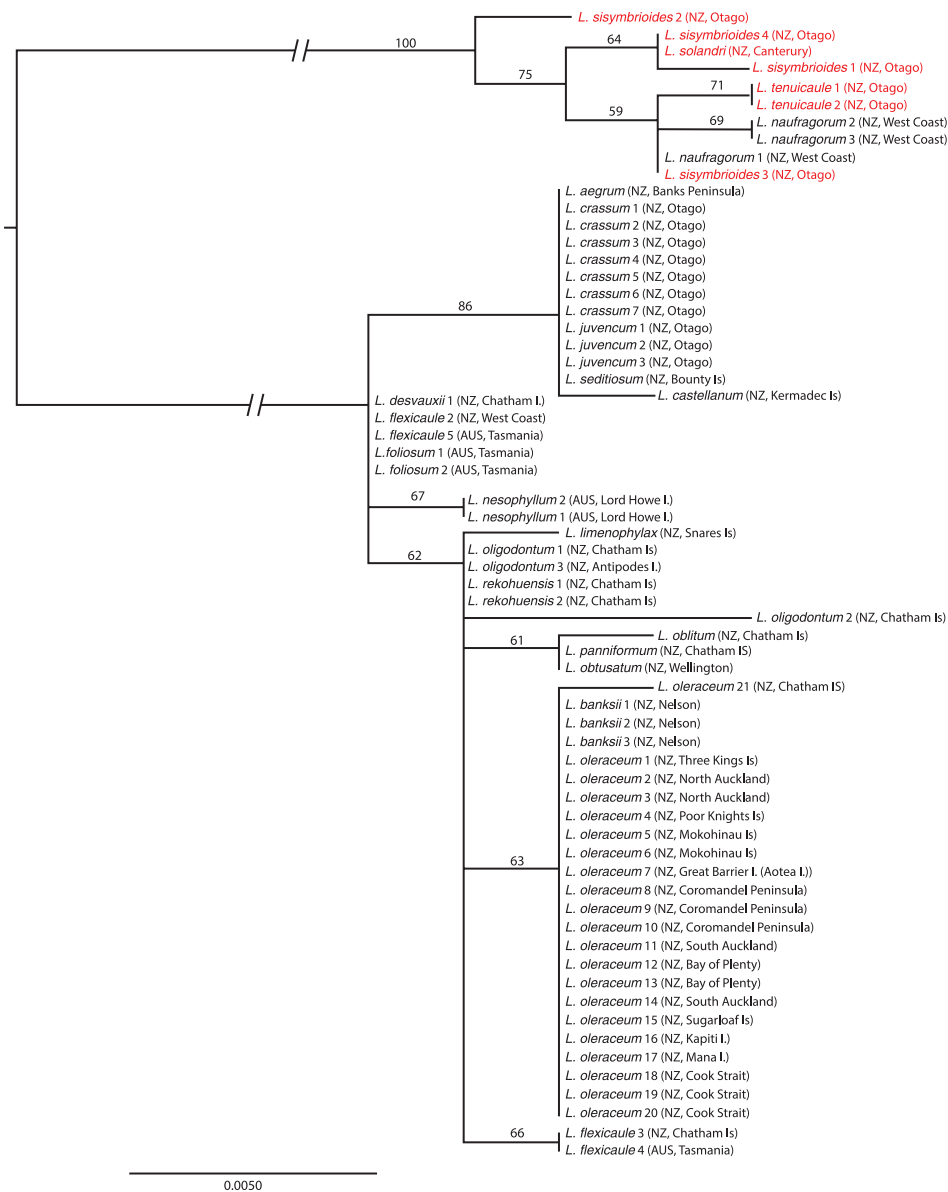 L. sisymbrioides 2 (NZ, Otago)
100
64
L. sisymbrioides 4 (NZ, Otago)
L. solandri (NZ, Canterury)
L. sisymbrioides 1 (NZ, Otago)
75
71
L. tenuicaule 1 (NZ, Otago)
L. tenuicaule 2 (NZ, Otago)
59
69
L. naufragorum 2 (NZ, West Coast)
L. naufragorum 3 (NZ, West Coast)
L. naufragorum 1 (NZ, West Coast)
L. sisymbrioides 3 (NZ, Otago)
L. aegrum (NZ, Banks Peninsula)
L. crassum 1 (NZ, Otago)
L. crassum 2 (NZ, Otago)
L. crassum 3 (NZ, Otago)
L. crassum 4 (NZ, Otago)
L. crassum 5 (NZ, Otago)
L. crassum 6 (NZ, Otago)
86
L. crassum 7 (NZ, Otago)
L. juvencum 1 (NZ, Otago)
L. juvencum 2 (NZ, Otago)
L. juvencum 3 (NZ, Otago)
L. seditiosum (NZ, Bounty Is)
L. castellanum (NZ, Kermadec Is)
L. desvauxii 1 (NZ, Chatham I.)
L. flexicaule 2 (NZ, West Coast)
L. flexicaule 5 (AUS, Tasmania)
L.foliosum 1 (AUS, Tasmania)
L. foliosum 2 (AUS, Tasmania)
67
L. nesophyllum 2 (AUS, Lord Howe I.)
L. nesophyllum 1 (AUS, Lord Howe I.)
62
L. limenophylax (NZ, Snares Is)
L. oligodontum 1 (NZ, Chatham Is)
L. oligodontum 3 (NZ, Antipodes I.)
L. rekohuensis 1 (NZ, Chatham Is)
L. rekohuensis 2 (NZ, Chatham Is)
L. oligodontum 2 (NZ, Chatham Is)
61
L. oblitum (NZ, Chatham Is)
L. panniformum (NZ, Chatham IS)
L. obtusatum (NZ, Wellington)
L. oleraceum 21 (NZ, Chatham IS)
L. banksii 1 (NZ, Nelson)
L. banksii 2 (NZ, Nelson)
L. banksii 3 (NZ, Nelson)
L. oleraceum 1 (NZ, Three Kings Is)
L. oleraceum 2 (NZ, North Auckland)
L. oleraceum 3 (NZ, North Auckland)
L. oleraceum 4 (NZ, Poor Knights Is)
L. oleraceum 5 (NZ, Mokohinau Is)
L. oleraceum 6 (NZ, Mokohinau Is)
63
L. oleraceum 7 (NZ, Great Barrier I. (Aotea I.))
L. oleraceum 8 (NZ, Coromandel Peninsula)
L. oleraceum 9 (NZ, Coromandel Peninsula)
L. oleraceum 10 (NZ, Coromandel Peninsula)
L. oleraceum 11 (NZ, South Auckland)
L. oleraceum 12 (NZ, Bay of Plenty)
L. oleraceum 13 (NZ, Bay of Plenty)
L. oleraceum 14 (NZ, South Auckland)
L. oleraceum 15 (NZ, Sugarloaf Is)
L. oleraceum 16 (NZ, Kapiti I.)
L. oleraceum 17 (NZ, Mana I.)
L. oleraceum 18 (NZ, Cook Strait)
L. oleraceum 19 (NZ, Cook Strait)
L. oleraceum 20 (NZ, Cook Strait)
66
L. flexicaule 3 (NZ, Chatham Is)
L. flexicaule 4 (AUS, Tasmania)
0.0050